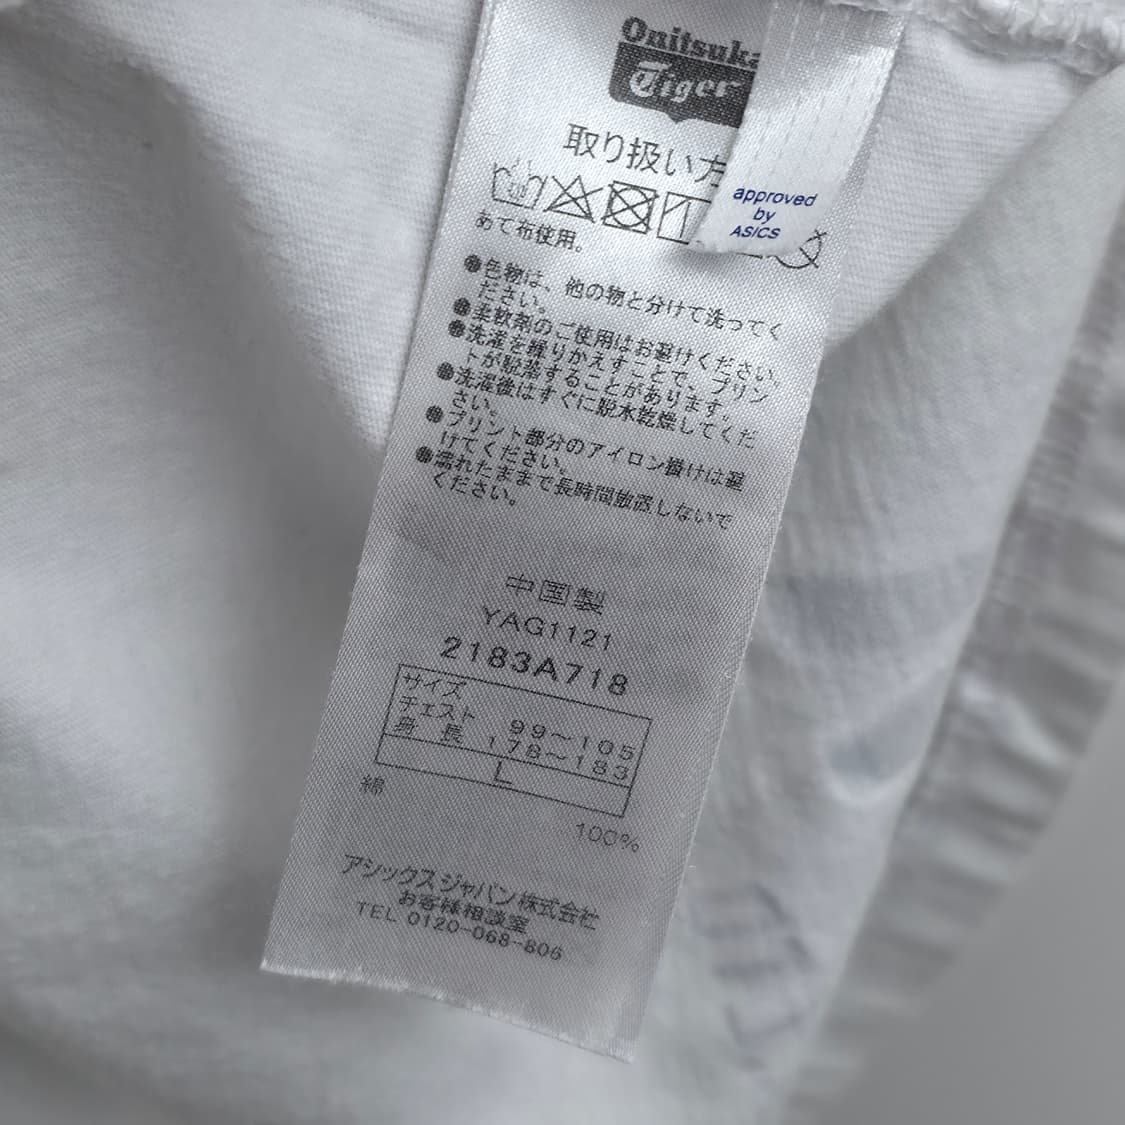 Onitsuka
Tiger
取り扱い方
approved
by
ASICS
あて布使用。
●色物は、他の物と分けて洗ってく
ださい。
●柔軟剤のご使用はお避けください。
●洗濯を繰りかえすことで、プリン
トが脱落することがあります。
●洗濯後はすぐに脱水乾燥してくだ
さい。
●プリント部分のアイロン掛けは避
けてください。
●濡れたままで長時間放置しないで
ください。
中国製
YAG1121
2183A718
サイズ
チェスト 99～105
身 長 178～183
L
綿
100%
アシックスジャパン株式会社
お客様相談室
TEL 0120-068-806